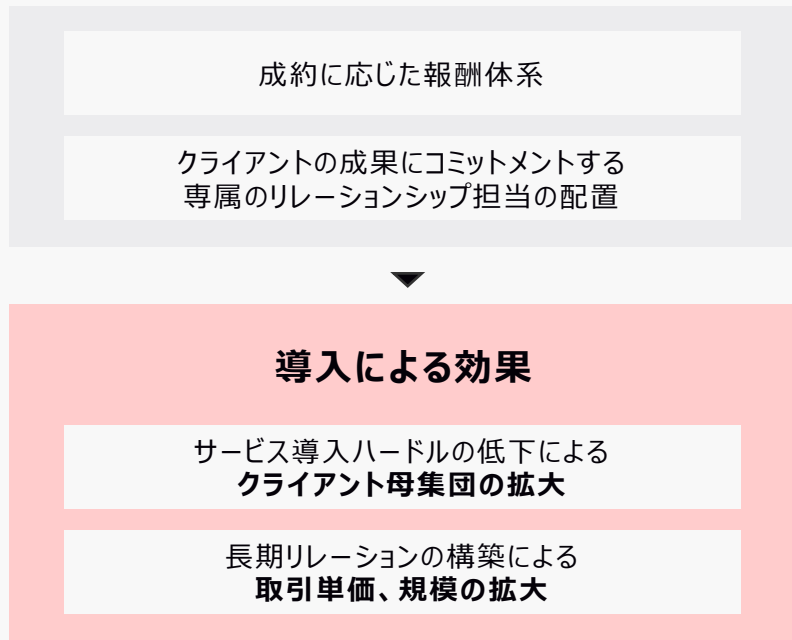 成約に応じた報酬体系
クライアントの成果にコミットメントする
専属のリレーションシップ担当の配置
導入による効果
サービス導入ハードルの低下による
クライアント母集団の拡大
長期リレーションの構築による
取引単価、規模の拡大